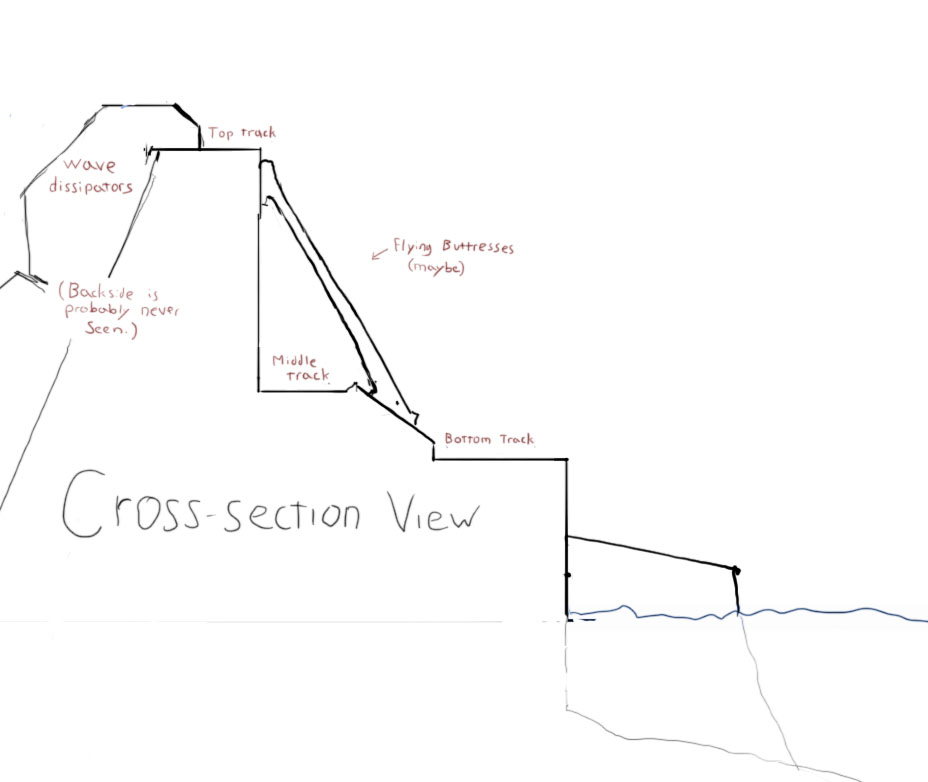 Top track
Wave
dissipators
Flying Buttresses
(maybe)
(Backside is
probably never
seen.)
Middle
track
Bottom Track
Cross-section View